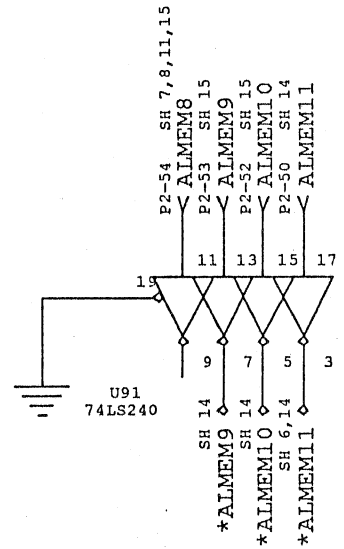 P2-54 SH 7,8,11,15
ALMEM8
P2-53 SH 15
ALMEM9
P2-52 SH 15
ALMEM10
P2-50 SH 14
ALMEM11
19 11 13 15 17
9 7 5 3
U91
74LS240
SH 14
*ALMEM9
SH 14
*ALMEM10
SH 6,14
*ALMEM11